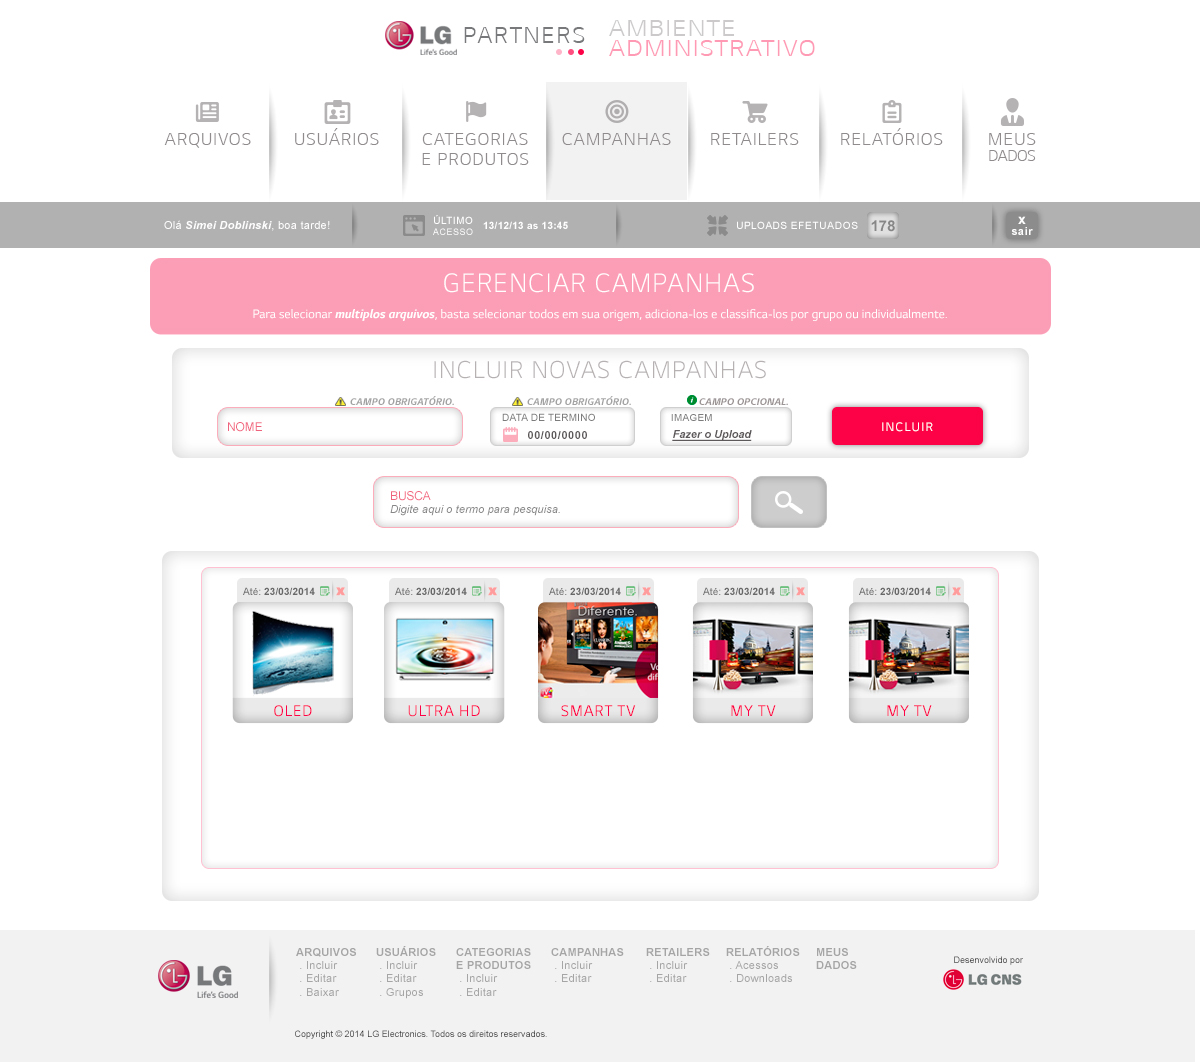 LG PARTNERS
Life's Good
AMBIENTE
ADMINISTRATIVO
ARQUIVOS
USUÁRIOS
CATEGORIAS
E PRODUTOS
CAMPANHAS
RETAILERS
RELATÓRIOS
MEUS
DADOS
Olá Simei Doblinski, boa tarde!
ÚLTIMO
ACESSO
13/12/13 as 13:45
UPLOADS EFETUADOS 178
X
sair
GERENCIAR CAMPANHAS
Para selecionar multiplos arquivos, basta selecionar todos em sua origem, adiciona-los e classifica-los por grupo ou individualmente.
INCLUIR NOVAS CAMPANHAS
CAMPO OBRIGATÓRIO.
NOME
CAMPO OBRIGATÓRIO.
DATA DE TERMINO
00/00/0000
CAMPO OPCIONAL.
IMAGEM
Fazer o Upload
INCLUIR
BUSCA
Digite aqui o termo para pesquisa.
Até: 23/03/2014 X
OLED
Até: 23/03/2014 X
ULTRA HD
Até: 23/03/2014 X
Diferente.
SMART TV
Até: 23/03/2014 X
MY TV
Até: 23/03/2014 X
MY TV
LG
Life's Good
ARQUIVOS
. Incluir
. Editar
. Baixar
USUÁRIOS
. Incluir
. Editar
. Grupos
CATEGORIAS
E PRODUTOS
. Incluir
. Editar
CAMPANHAS
. Incluir
. Editar
RETAILERS
. Incluir
. Editar
RELATÓRIOS
. Acessos
. Downloads
MEUS
DADOS
Desenvolvido por
LG CNS
Copyright © 2014 LG Electronics. Todos os direitos reservados.